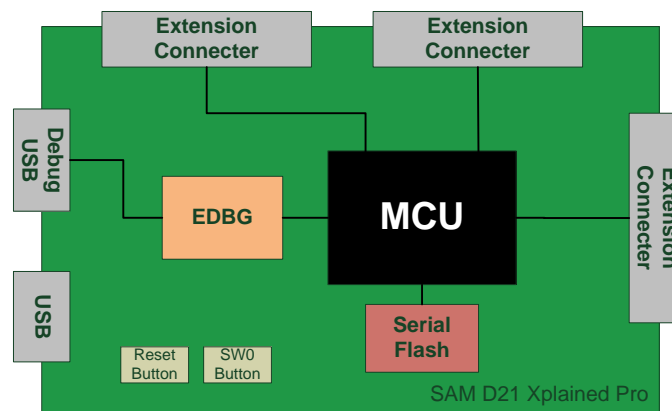 Extension
Connecter
Extension
Connecter
Debug
USB
EDBG
MCU
Extension
Connecter
USB
Serial
Flash
Reset
Button
SW0
Button
SAM D21 Xplained Pro